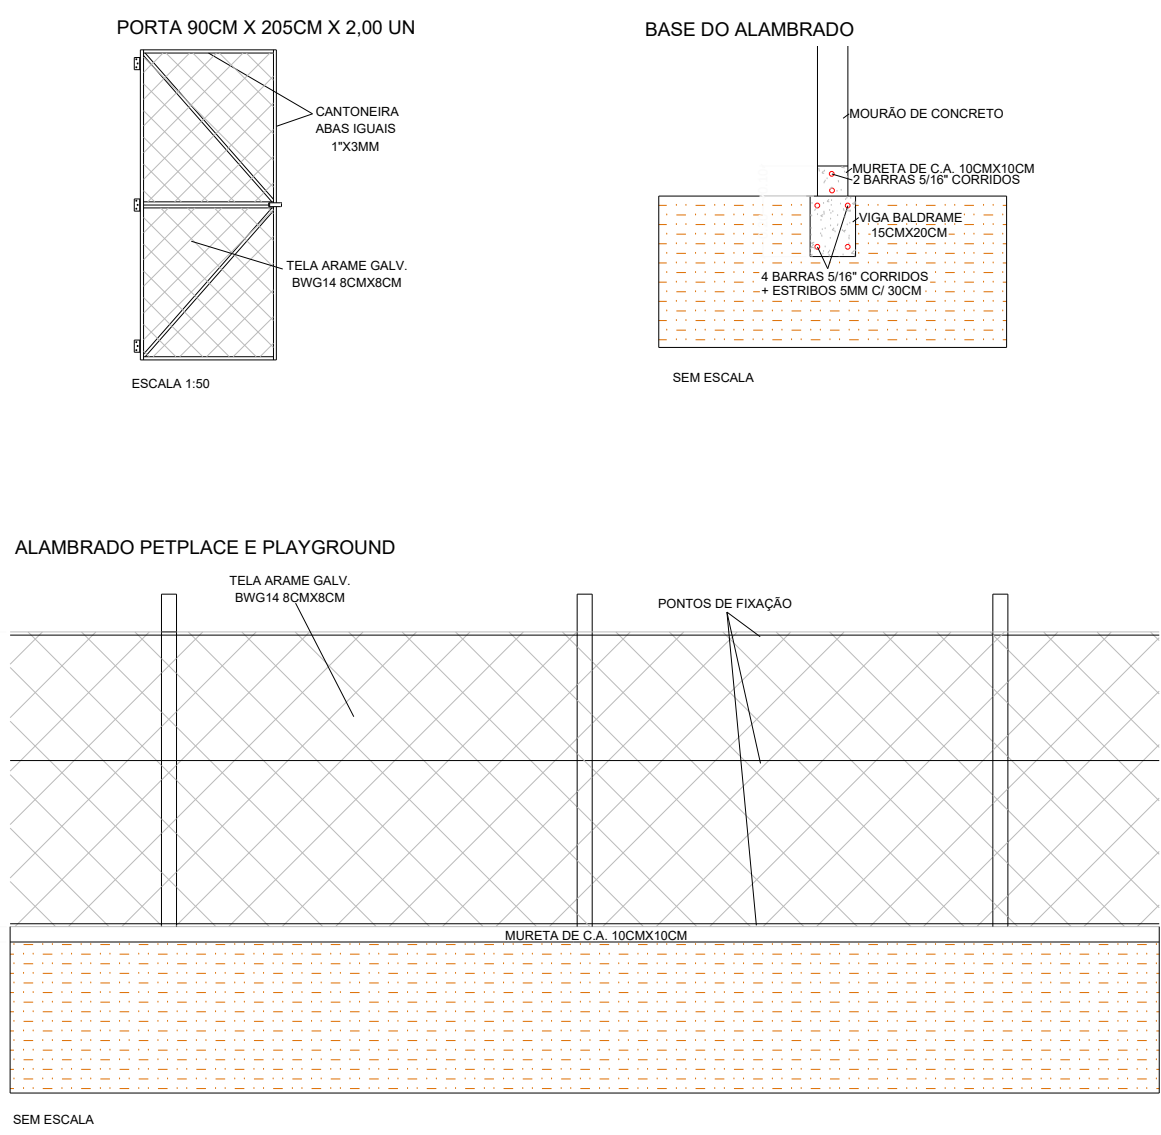 PORTA 90CM X 205CM X 2,00 UN
CANTONEIRA
ABAS IGUAIS
1"X3MM
TELA ARAME GALV.
BWG14 8CMX8CM
ESCALA 1:50
BASE DO ALAMBRADO
MOURÃO DE CONCRETO
MURETA DE C.A. 10CMX10CM
2 BARRAS 5/16" CORRIDOS
VIGA BALDRAME
15CMX20CM
4 BARRAS 5/16" CORRIDOS
+ ESTRIBOS 5MM C/ 30CM
SEM ESCALA
ALAMBRADO PETPLACE E PLAYGROUND
TELA ARAME GALV.
BWG14 8CMX8CM
PONTOS DE FIXAÇÃO
MURETA DE C.A. 10CMX10CM
SEM ESCALA